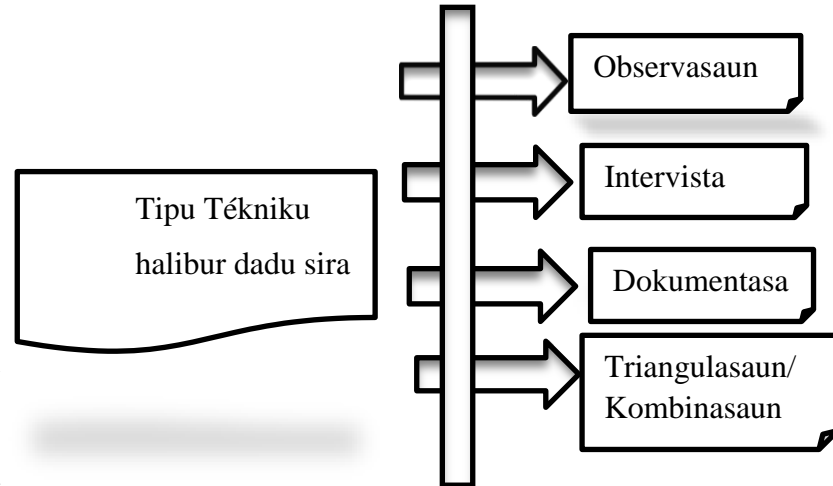 Tipu Tékniku
halibur dadu sira
Observasaun
Intervista
Dokumentasa
Triangulasaun/
Kombinasaun